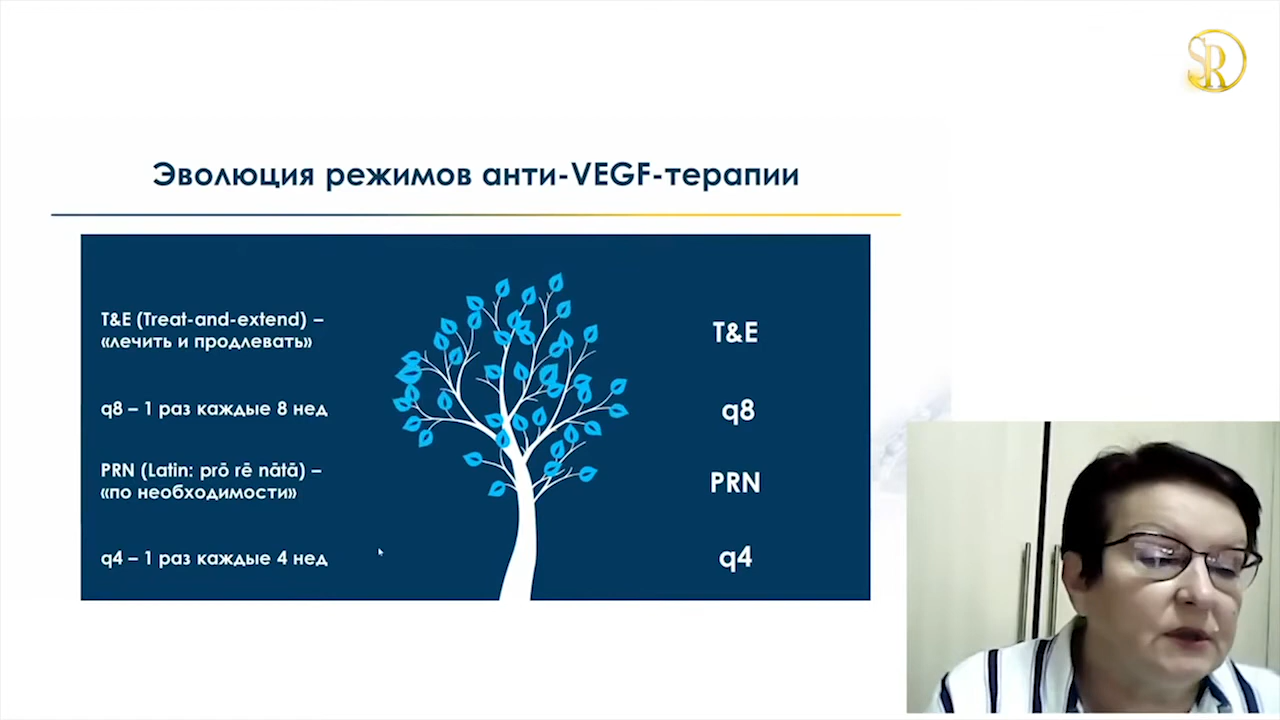 SR
Эволюция режимов анти-VEGF-терапии
T&E (Treat-and-extend) –
«лечить и продлевать»
T&E
q8 – 1 раз каждые 8 нед
q8
PRN (Latin: prō rē nātā) –
«по необходимости»
PRN
q4 – 1 раз каждые 4 нед
q4